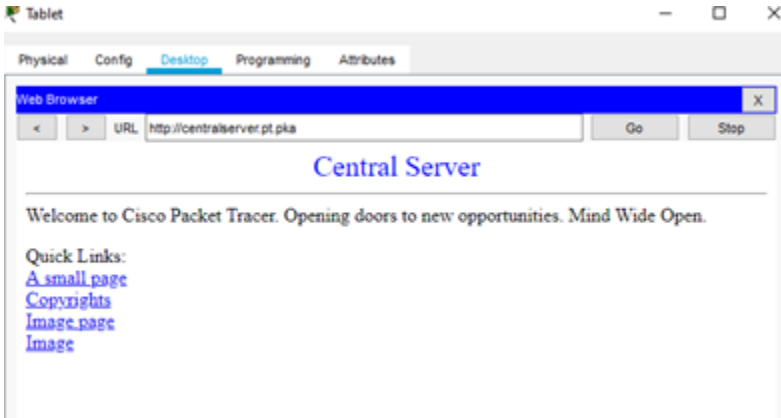 Tablet
Physical Config Desktop Programming Attributes
Web Browser X
< > URL http://centralserver.pt.pka Go Stop
Central Server
Welcome to Cisco Packet Tracer. Opening doors to new opportunities. Mind Wide Open.
Quick Links:
A small page
Copyrights
Image page
Image